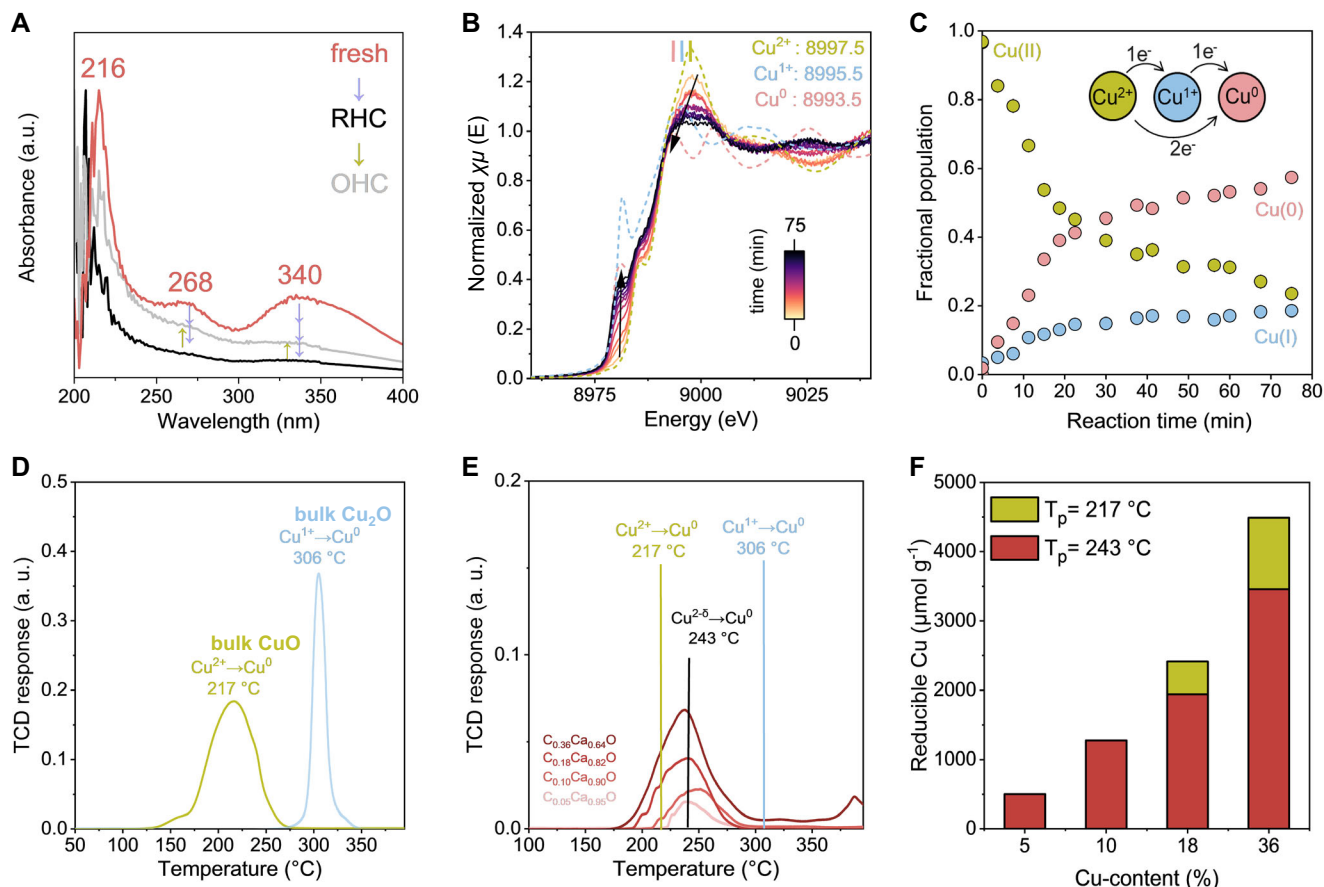 A
fresh
RHC
OHC
216
268
340
Absorbance (a.u.)
200
250
300
350
400
Wavelength (nm)
B
Cu²⁺ : 8997.5
Cu¹⁺: 8995.5
Cu⁰ : 8993.5
Normalized χμ (E)
0.0
0.2
0.4
0.6
0.8
1.0
1.2
1.4
time (min)
75
0
8975
9000
9025
Energy (eV)
C
Cu(II)
1e⁻
1e⁻
Cu²⁺
Cu¹⁺
Cu⁰
2e⁻
Cu(0)
Cu(I)
Fractional population
0.0
0.2
0.4
0.6
0.8
1.0
0
10
20
30
40
50
60
70
80
Reaction time (min)
D
bulk Cu₂O
Cu¹⁺→Cu⁰
306 °C
bulk CuO
Cu²⁺→Cu⁰
217 °C
TCD response (a. u.)
0.0
0.1
0.2
0.3
0.4
0.5
50
100
150
200
250
300
350
Temperature (°C)
E
Cu²⁺→Cu⁰
217 °C
Cu¹⁺→Cu⁰
306 °C
Cu²⁻ᵟ→Cu⁰
243 °C
C₀.₃₆Ca₀.₆₄O
C₀.₁₈Ca₀.₈₂O
C₀.₁₀Ca₀.₉₀O
C₀.₀₅Ca₀.₉₅O
TCD response (a. u.)
0.0
0.1
0.2
100
150
200
250
300
350
Temperature (°C)
F
Tₚ= 217 °C
Tₚ= 243 °C
Reducible Cu (μmol g⁻¹)
0
1000
2000
3000
4000
5000
5
10
18
36
Cu-content (%)